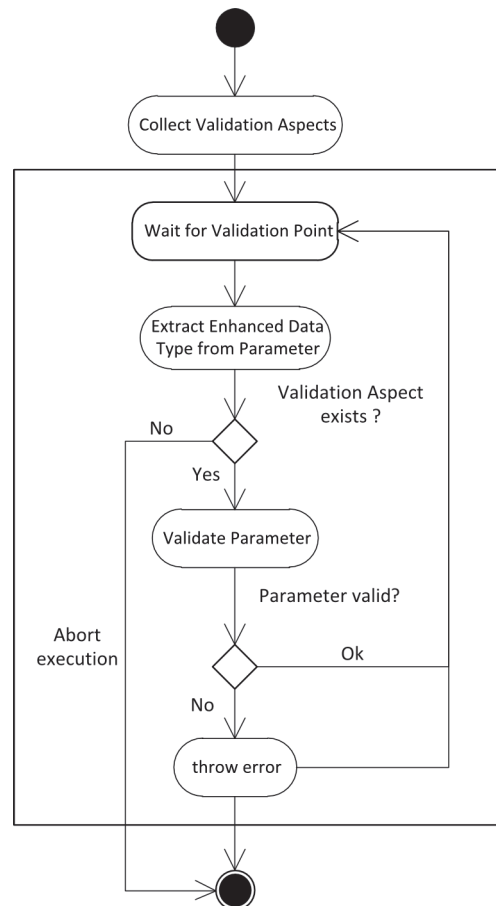 Collect Validation Aspects
Wait for Validation Point
Extract Enhanced Data
Type from Parameter
Validation Aspect
exists ?
No
Yes
Validate Parameter
Parameter valid?
Abort
execution
Ok
No
throw error